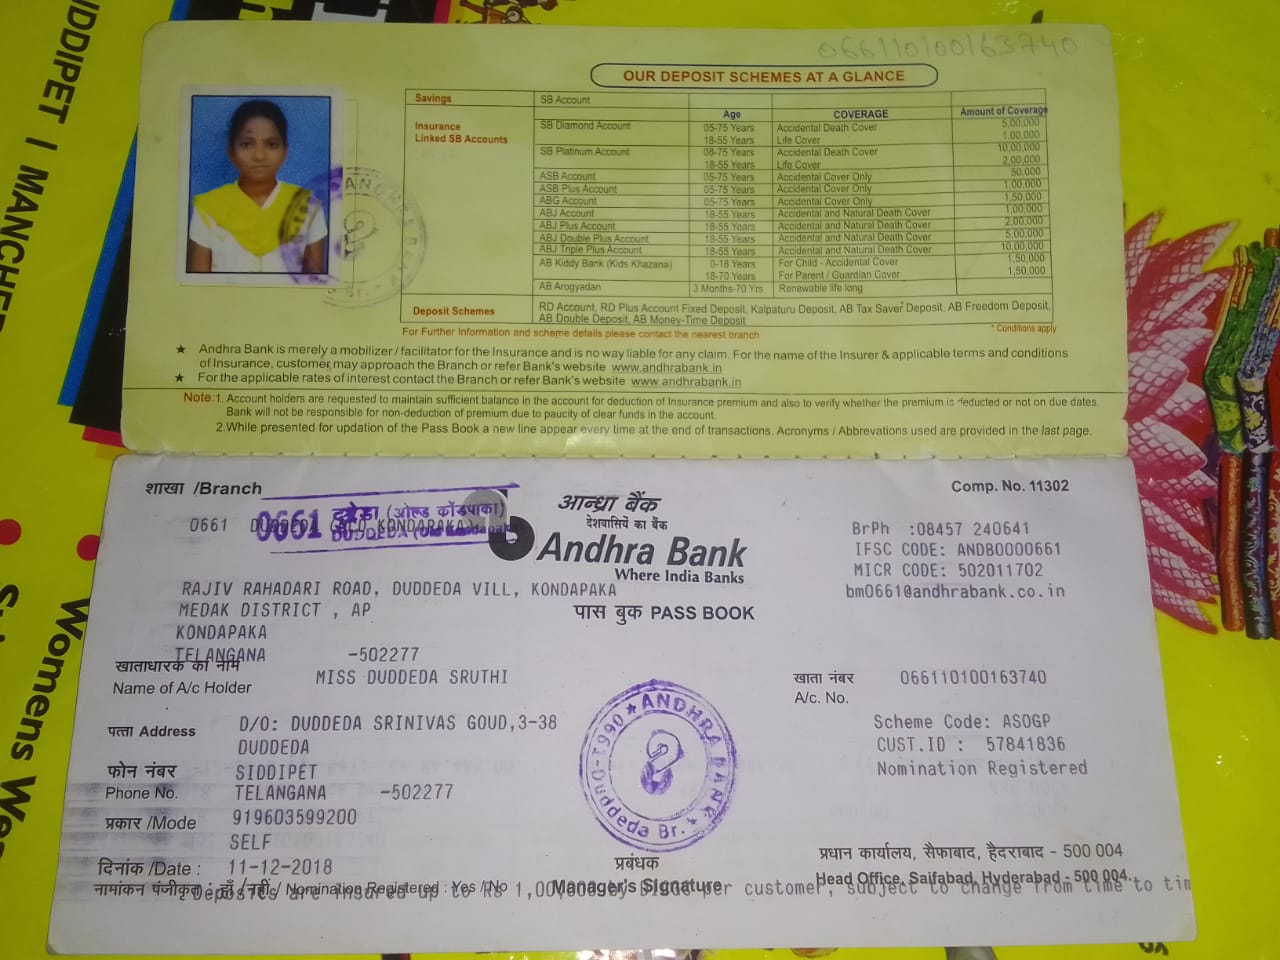 IDDIPET | MANCHER
Womens Wea
066110100163740
OUR DEPOSIT SCHEMES AT A GLANCE
Savings SB Account
Age COVERAGE Amount of Coverage
Insurance Linked SB Accounts
SB Diamond Account 05-75 Years Accidental Death Cover 5,00,000
18-55 Years Life Cover 1,00,000
SB Platinum Account 08-75 Years Accidental Death Cover 10,00,000
18-55 Years Life Cover 2,00,000
ASB Account 05-75 Years Accidental Cover Only 50,000
ASB Plus Account 05-75 Years Accidental Cover Only 1,00,000
ABG Account 05-75 Years Accidental Cover Only 1,50,000
ABJ Account 18-55 Years Accidental and Natural Death Cover 1,00,000
ABJ Plus Account 18-55 Years Accidental and Natural Death Cover 2,00,000
ABJ Double Plus Account 18-55 Years Accidental and Natural Death Cover 5,00,000
ABJ Triple Plus Account 18-55 Years Accidental and Natural Death Cover 10,00,000
AB Kiddy Bank (Kids Khazana) 0-18 Years For Child - Accidental Cover 1,50,000
18-70 Years For Parent / Guardian Cover 1,50,000
AB Arogyadan 3 Months-70 Yrs Renewable life long
Deposit Schemes RD Account, RD Plus Account Fixed Deposit, Kalpaturu Deposit, AB Tax Saver Deposit, AB Freedom Deposit,
AB Double Deposit, AB Money-Time Deposit
For Further Information and scheme details please contact the nearest branch * Conditions apply
★ Andhra Bank is merely a mobilizer / facilitator for the Insurance and is no way liable for any claim. For the name of the Insurer & applicable terms and conditions
of Insurance, customer may approach the Branch or refer Bank's website www.andhrabank.in
★ For the applicable rates of interest contact the Branch or refer Bank's website www.andhrabank.in
Note: 1. Account holders are requested to maintain sufficient balance in the account for deduction of Insurance premium and also to verify whether the premium is deducted or not on due dates.
Bank will not be responsible for non-deduction of premium due to paucity of clear funds in the account.
2.While presented for updation of the Pass Book a new line appear every time at the end of transactions. Acronyms / Abbrevations used are provided in the last page.
शाखा /Branch
Comp. No. 11302
0661 DUDDEDA KONDAPAKA)
0661 (ओल्ड कोंडपाका)
DUDDEDA (Old
आन्ध्रा बैंक
देशवासियें का बैंक
Andhra Bank
Where India Banks
पास बुक PASS BOOK
BrPh :08457 240641
IFSC CODE: ANDB0000661
MICR CODE: 502011702
bm0661@andhrabank.co.in
RAJIV RAHADARI ROAD, DUDDEDA VILL, KONDAPAKA
MEDAK DISTRICT , AP
KONDAPAKA
TELANGANA -502277
खाताधारक का नाम
Name of A/c Holder MISS DUDDEDA SRUTHI
खाता नंबर 066110100163740
A/c. No.
पत्ता Address D/O: DUDDEDA SRINIVAS GOUD,3-38
DUDDEDA
Scheme Code: ASOGP
CUST.ID : 57841836
Nomination Registered
फोन नंबर SIDDIPET
Phone No. TELANGANA -502277
प्रकार /Mode 919603599200
SELF
दिनांक /Date : 11-12-2018
ANDHRA BANK
Duddeda Br.
प्रबंधक
Manager's Signature
प्रधान कार्यालय, सैफाबाद, हैदराबाद - 500 004
Head Office, Saifabad, Hyderabad - 500 004.
नामांकन पंजीकृत : हाँ / नहीं / Nomination Registered : Yes / No
Deposits are insured up to Rs 1,00,000 by per customer, subject to change from time to tim